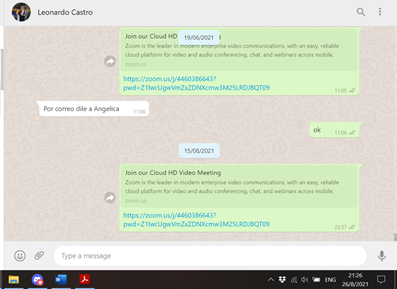 Leonardo Castro
Join our Cloud HD
19/06/2021
Zoom is the leader in modern enterprise video communications, with an easy, reliable
cloud platform for video and audio conferencing, chat, and webinars across mobile,
zoom.us
https://zoom.us/j/4460386643?
pwd=Z1lwcUgwVmZxZDNXcmw3M25LRDJBQT09
11:05
Por correo dile a Angelica
11:06
ok
11:06
15/08/2021
Join our Cloud HD Video Meeting
Zoom is the leader in modern enterprise video communications, with an easy, reliable
cloud platform for video and audio conferencing, chat, and webinars across mobile,
zoom.us
https://zoom.us/j/4460386643?
pwd=Z1lwcUgwVmZxZDNXcmw3M25LRDJBQT09
22:37
Type a message
ENG
21:26
26/8/2021